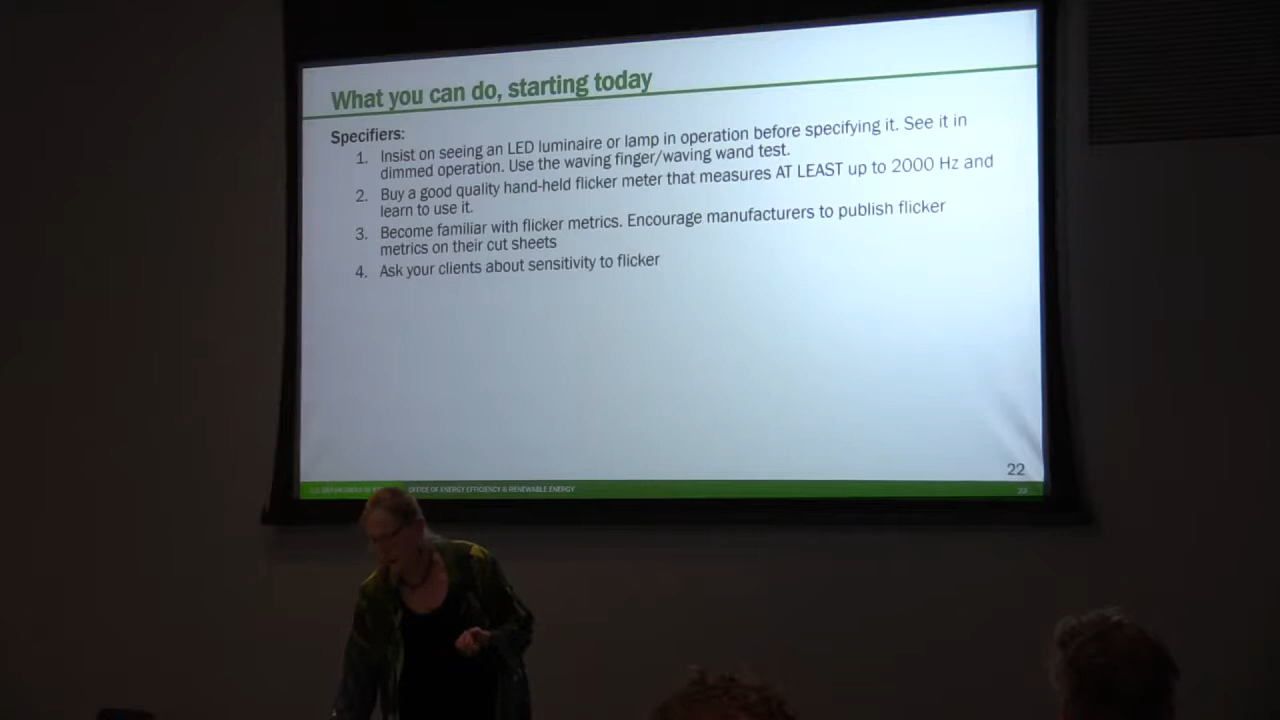 What you can do, starting today
Specifiers:
1. Insist on seeing an LED luminaire or lamp in operation before specifying it. See it in
dimmed operation. Use the waving finger/waving wand test.
2. Buy a good quality hand-held flicker meter that measures AT LEAST up to 2000 Hz and
learn to use it.
3. Become familiar with flicker metrics. Encourage manufacturers to publish flicker
metrics on their cut sheets
4. Ask your clients about sensitivity to flicker
22
OFFICE OF ENERGY EFFICIENCY & RENEWABLE ENERGY
22